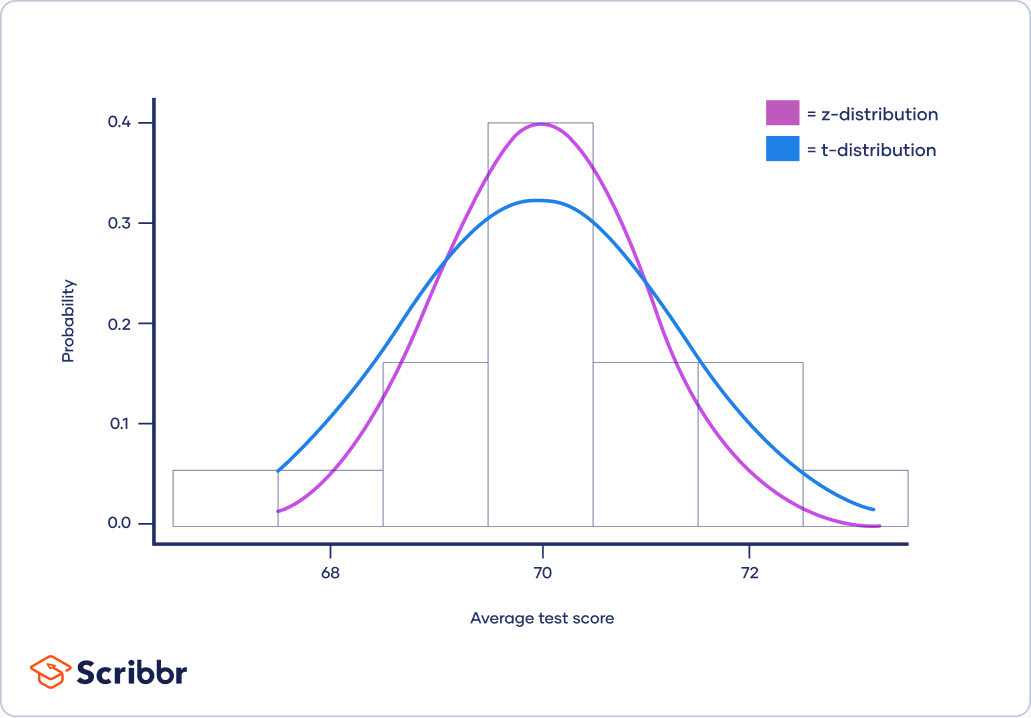 = z-distribution
= t-distribution
Probability
0.4
0.3
0.2
0.1
0.0
68 70 72
Average test score
Scribbr